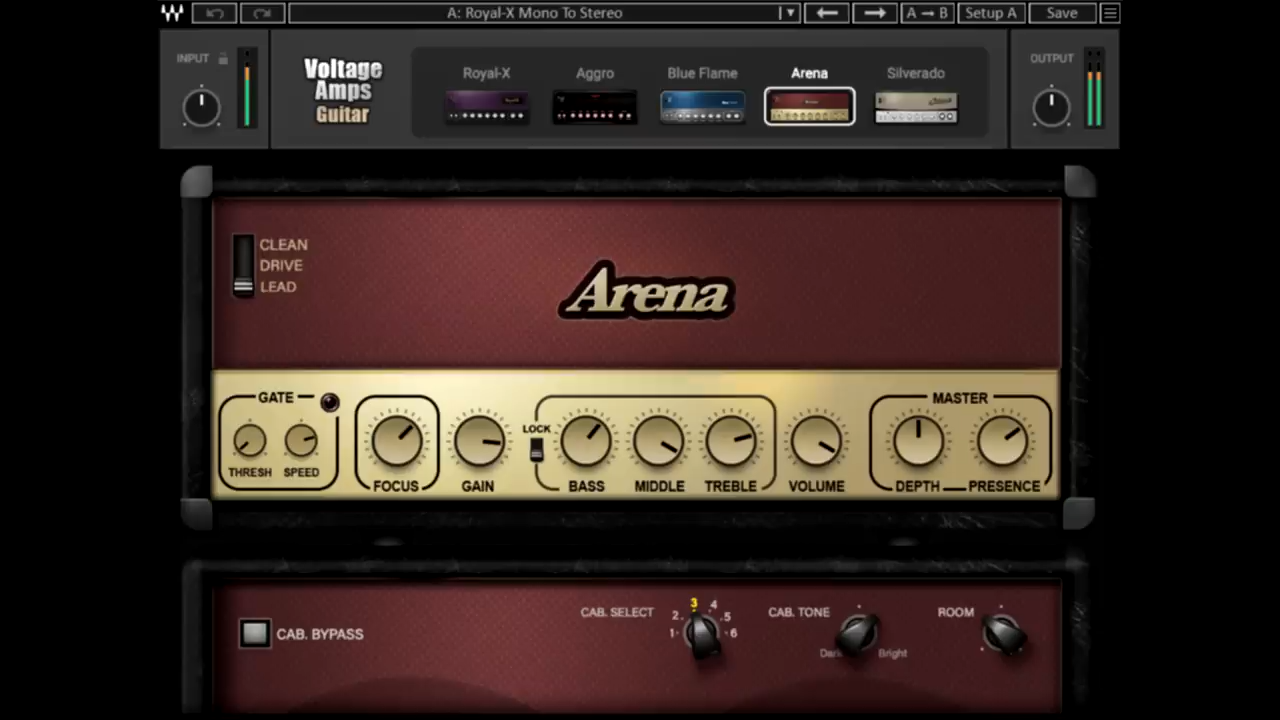 A: Royal-X Mono To Stereo
A → B
Setup A
Save
INPUT
Voltage
Amps
Guitar
Royal-X
Aggro
Blue Flame
Arena
Silverado
OUTPUT
CLEAN
DRIVE
LEAD
Arena
GATE
THRESH
SPEED
FOCUS
GAIN
LOCK
BASS
MIDDLE
TREBLE
VOLUME
MASTER
DEPTH
PRESENCE
CAB. BYPASS
CAB. SELECT
1 2 3 4 5 6
CAB. TONE
Dark Bright
ROOM